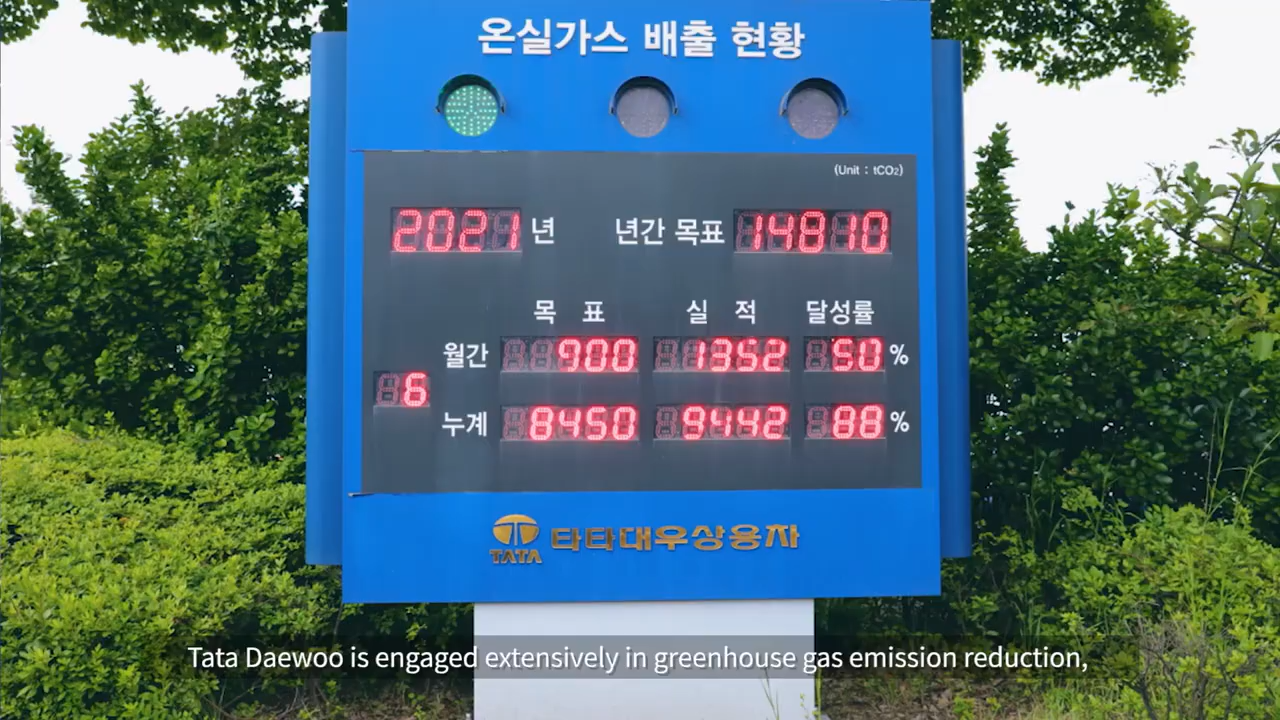 온실가스 배출 현황
(Unit : tCO₂)
2021 년 년간 목표 14810
목 표 실 적 달성률
월간 900 1352 50 %
6
누계 8450 9442 88 %
TATA 타타대우상용차
Tata Daewoo is engaged extensively in greenhouse gas emission reduction,